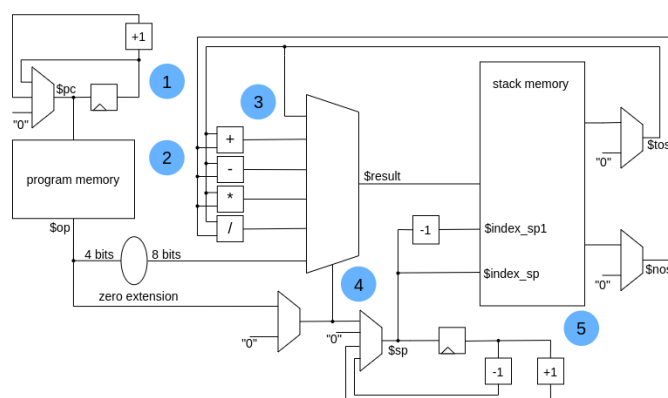 +1
1
$pc
"0"
3
stack memory
+
"0"
$tos
2
-
program memory
$result
*
$op
/
-1
$index_sp1
4 bits
8 bits
$index_sp
"0"
$nos
zero extension
4
"0"
"0"
$sp
5
-1
+1